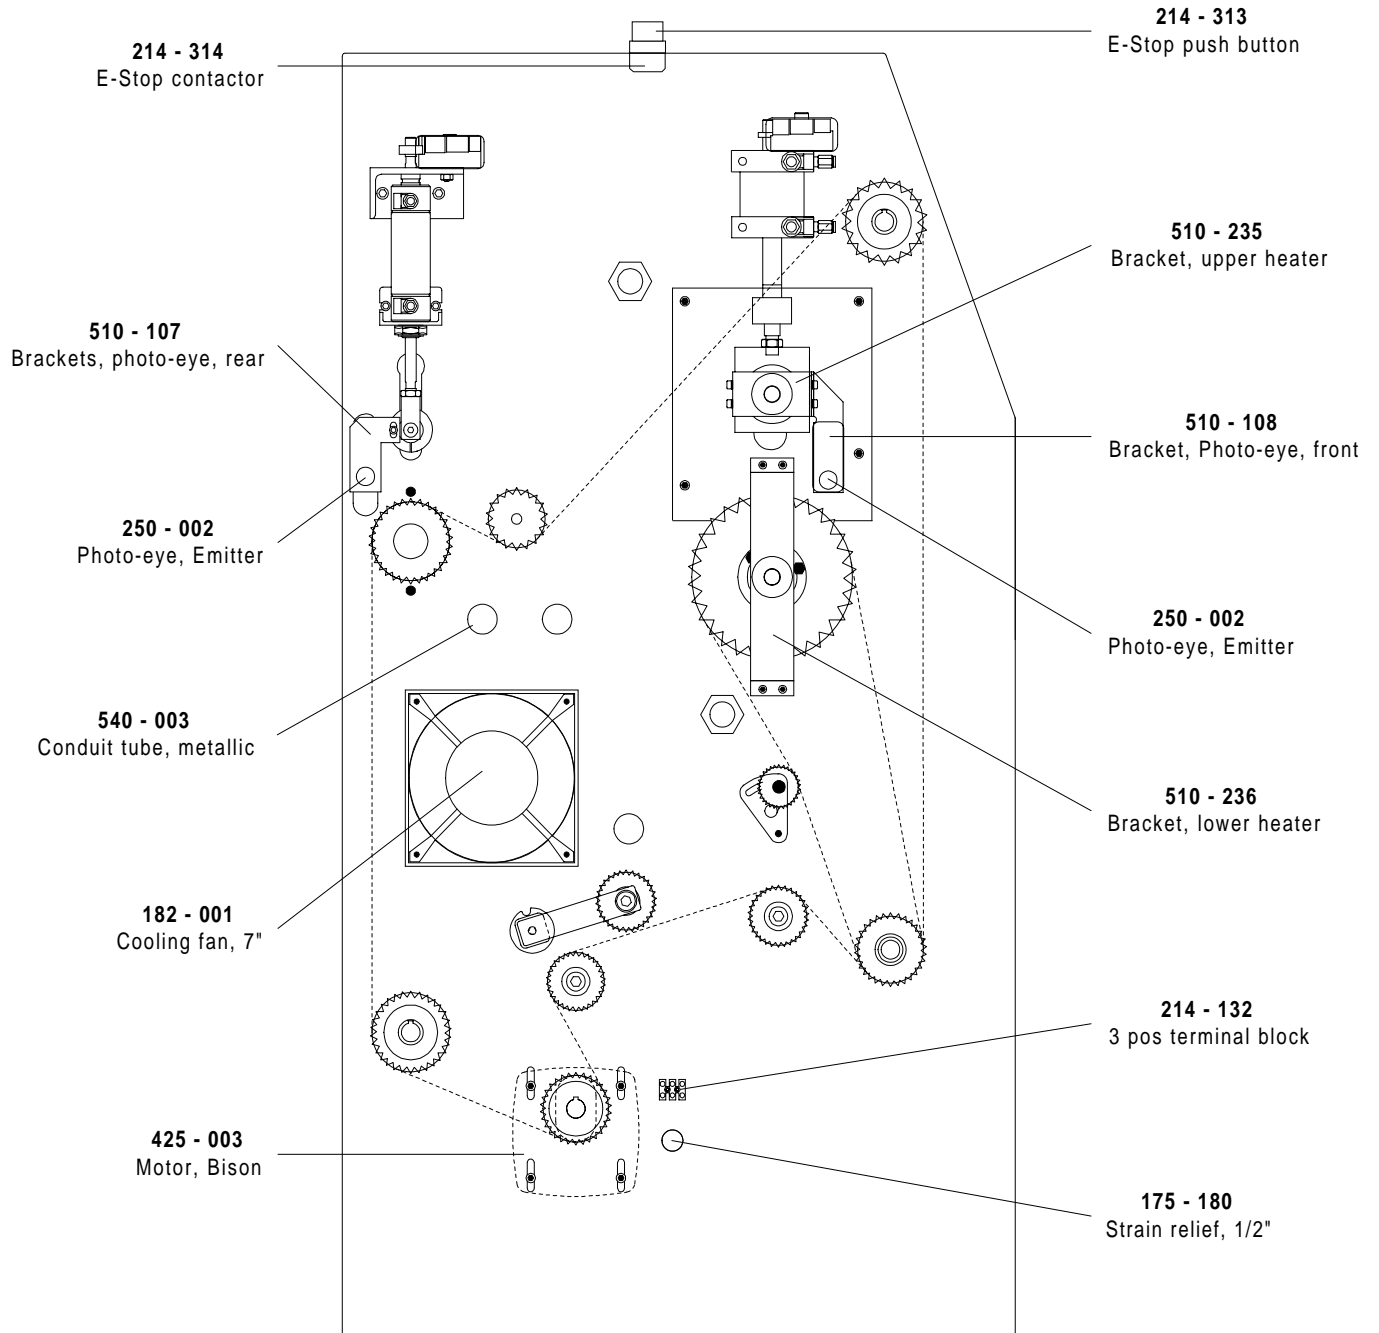 214 - 314
E-Stop contactor
214 - 313
E-Stop push button
510 - 235
Bracket, upper heater
510 - 107
Brackets, photo-eye, rear
510 - 108
Bracket, Photo-eye, front
250 - 002
Photo-eye, Emitter
250 - 002
Photo-eye, Emitter
540 - 003
Conduit tube, metallic
510 - 236
Bracket, lower heater
182 - 001
Cooling fan, 7"
214 - 132
3 pos terminal block
425 - 003
Motor, Bison
175 - 180
Strain relief, 1/2"